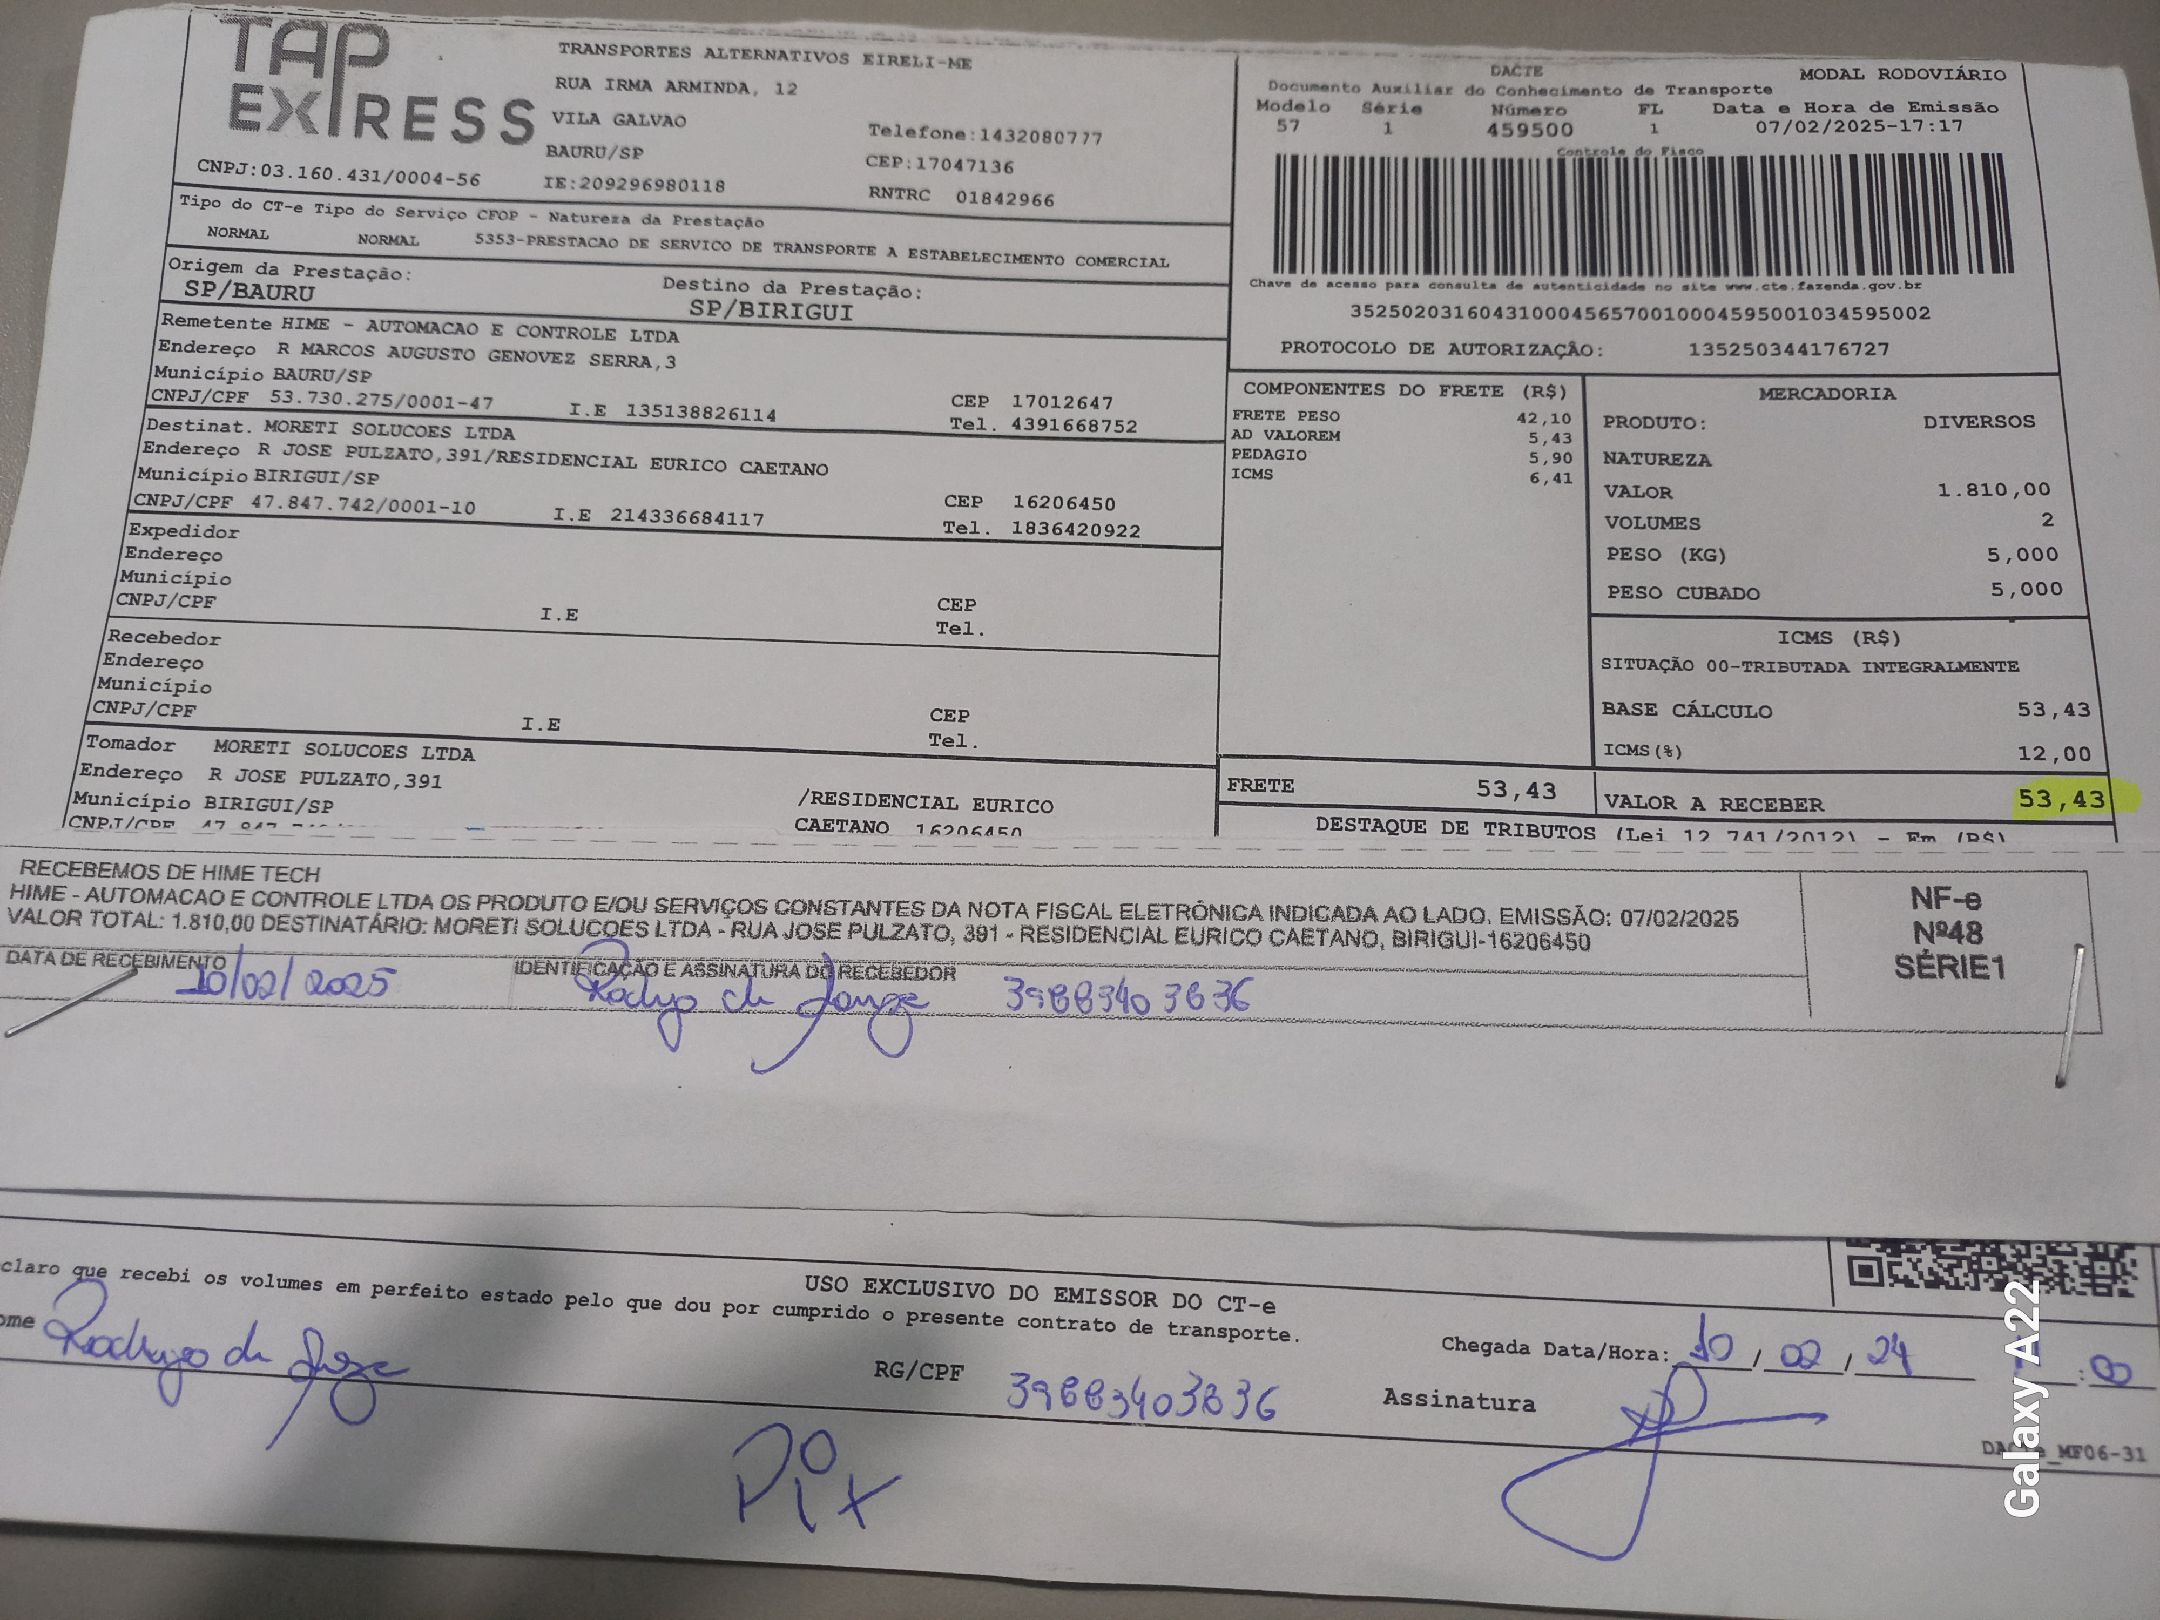 TAP
EXPRESS
TRANSPORTES ALTERNATIVOS EIRELI-ME
RUA IRMA ARMINDA, 12
VILA GALVAO
Telefone:1432080777
BAURU/SP
CEP:17047136
CNPJ:03.160.431/0004-56
IE:209296980118
RNTRC 01842966
Tipo do CT-e Tipo do Serviço CFOP - Natureza da Prestação
NORMAL NORMAL 5353-PRESTACAO DE SERVICO DE TRANSPORTE A ESTABELECIMENTO COMERCIAL
Origem da Prestação: Destino da Prestação:
SP/BAURU SP/BIRIGUI
Remetente HIME - AUTOMACAO E CONTROLE LTDA
Endereço R MARCOS AUGUSTO GENOVEZ SERRA,3
Município BAURU/SP CEP 17012647
CNPJ/CPF 53.730.275/0001-47 I.E 135138826114 Tel. 4391668752
Destinat. MORETI SOLUCOES LTDA
Endereço R JOSE PULZATO,391/RESIDENCIAL EURICO CAETANO
Município BIRIGUI/SP CEP 16206450
CNPJ/CPF 47.847.742/0001-10 I.E 214336684117 Tel. 1836420922
Expedidor
Endereço
Município CEP
CNPJ/CPF I.E Tel.
Recebedor
Endereço
Município CEP
CNPJ/CPF I.E Tel.
Tomador MORETI SOLUCOES LTDA
Endereço R JOSE PULZATO,391
Município BIRIGUI/SP /RESIDENCIAL EURICO
CNPJ/CPF CAETANO 16206450
DACTE MODAL RODOVIÁRIO
Documento Auxiliar do Conhecimento de Transporte
Modelo Série Número FL Data e Hora de Emissão
57 1 459500 1 07/02/2025-17:17
Controle do Fisco
Chave de acesso para consulta de autenticidade no site www.cte.fazenda.gov.br
35250203160431000456570010004595001034595002
PROTOCOLO DE AUTORIZAÇÃO: 135250344176727
COMPONENTES DO FRETE (R$)
FRETE PESO 42,10
AD VALOREM 5,43
PEDAGIO 5,90
ICMS 6,41
FRETE 53,43
MERCADORIA
PRODUTO: DIVERSOS
NATUREZA
VALOR 1.810,00
VOLUMES 2
PESO (KG) 5,000
PESO CUBADO 5,000
ICMS (R$)
SITUAÇÃO 00-TRIBUTADA INTEGRALMENTE
BASE CÁLCULO 53,43
ICMS(%) 12,00
VALOR A RECEBER 53,43
DESTAQUE DE TRIBUTOS (Lei 12 741/2012) - Em (R$)
RECEBEMOS DE HIME TECH
HIME - AUTOMACAO E CONTROLE LTDA OS PRODUTO E/OU SERVIÇOS CONSTANTES DA NOTA FISCAL ELETRÔNICA INDICADA AO LADO. EMISSÃO: 07/02/2025
VALOR TOTAL: 1.810,00 DESTINATÁRIO: MORETI SOLUCOES LTDA - RUA JOSE PULZATO, 391 - RESIDENCIAL EURICO CAETANO, BIRIGUI-16206450
NF-e
Nº48
SÉRIE1
DATA DE RECEBIMENTO IDENTIFICAÇÃO E ASSINATURA DO RECEBEDOR
10/02/2025 Rodrygo de 39883403836
USO EXCLUSIVO DO EMISSOR DO CT-e
claro que recebi os volumes em perfeito estado pelo que dou por cumprido o presente contrato de transporte.
ome Rodrygo de
RG/CPF 39883403836
Chegada Data/Hora: 10 / 02 / 24 :00
Assinatura
Pix
MF06-31
Galaxy A22